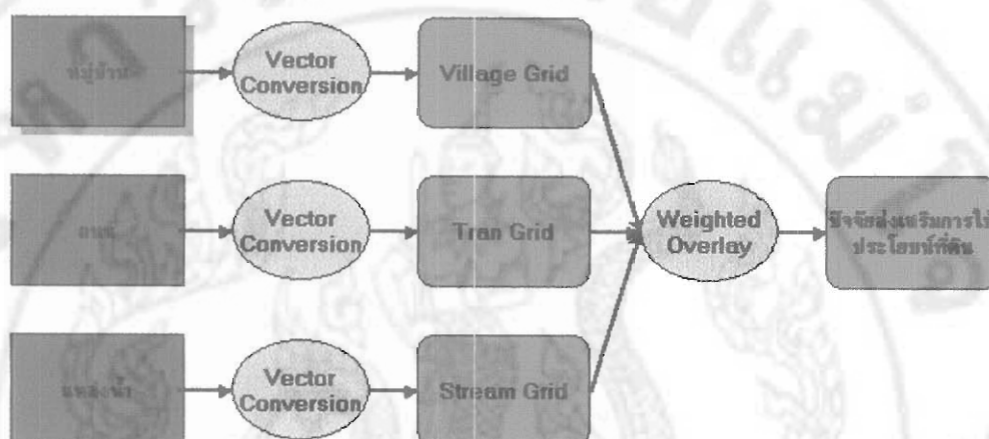 หมู่บ้าน
Vector
Conversion
Village Grid
ถนน
Vector
Conversion
Tran Grid
Weighted
Overlay
ปัจจัยส่งเสริมการใช้
ประโยชน์ที่ดิน
แหล่งน้ำ
Vector
Conversion
Stream Grid